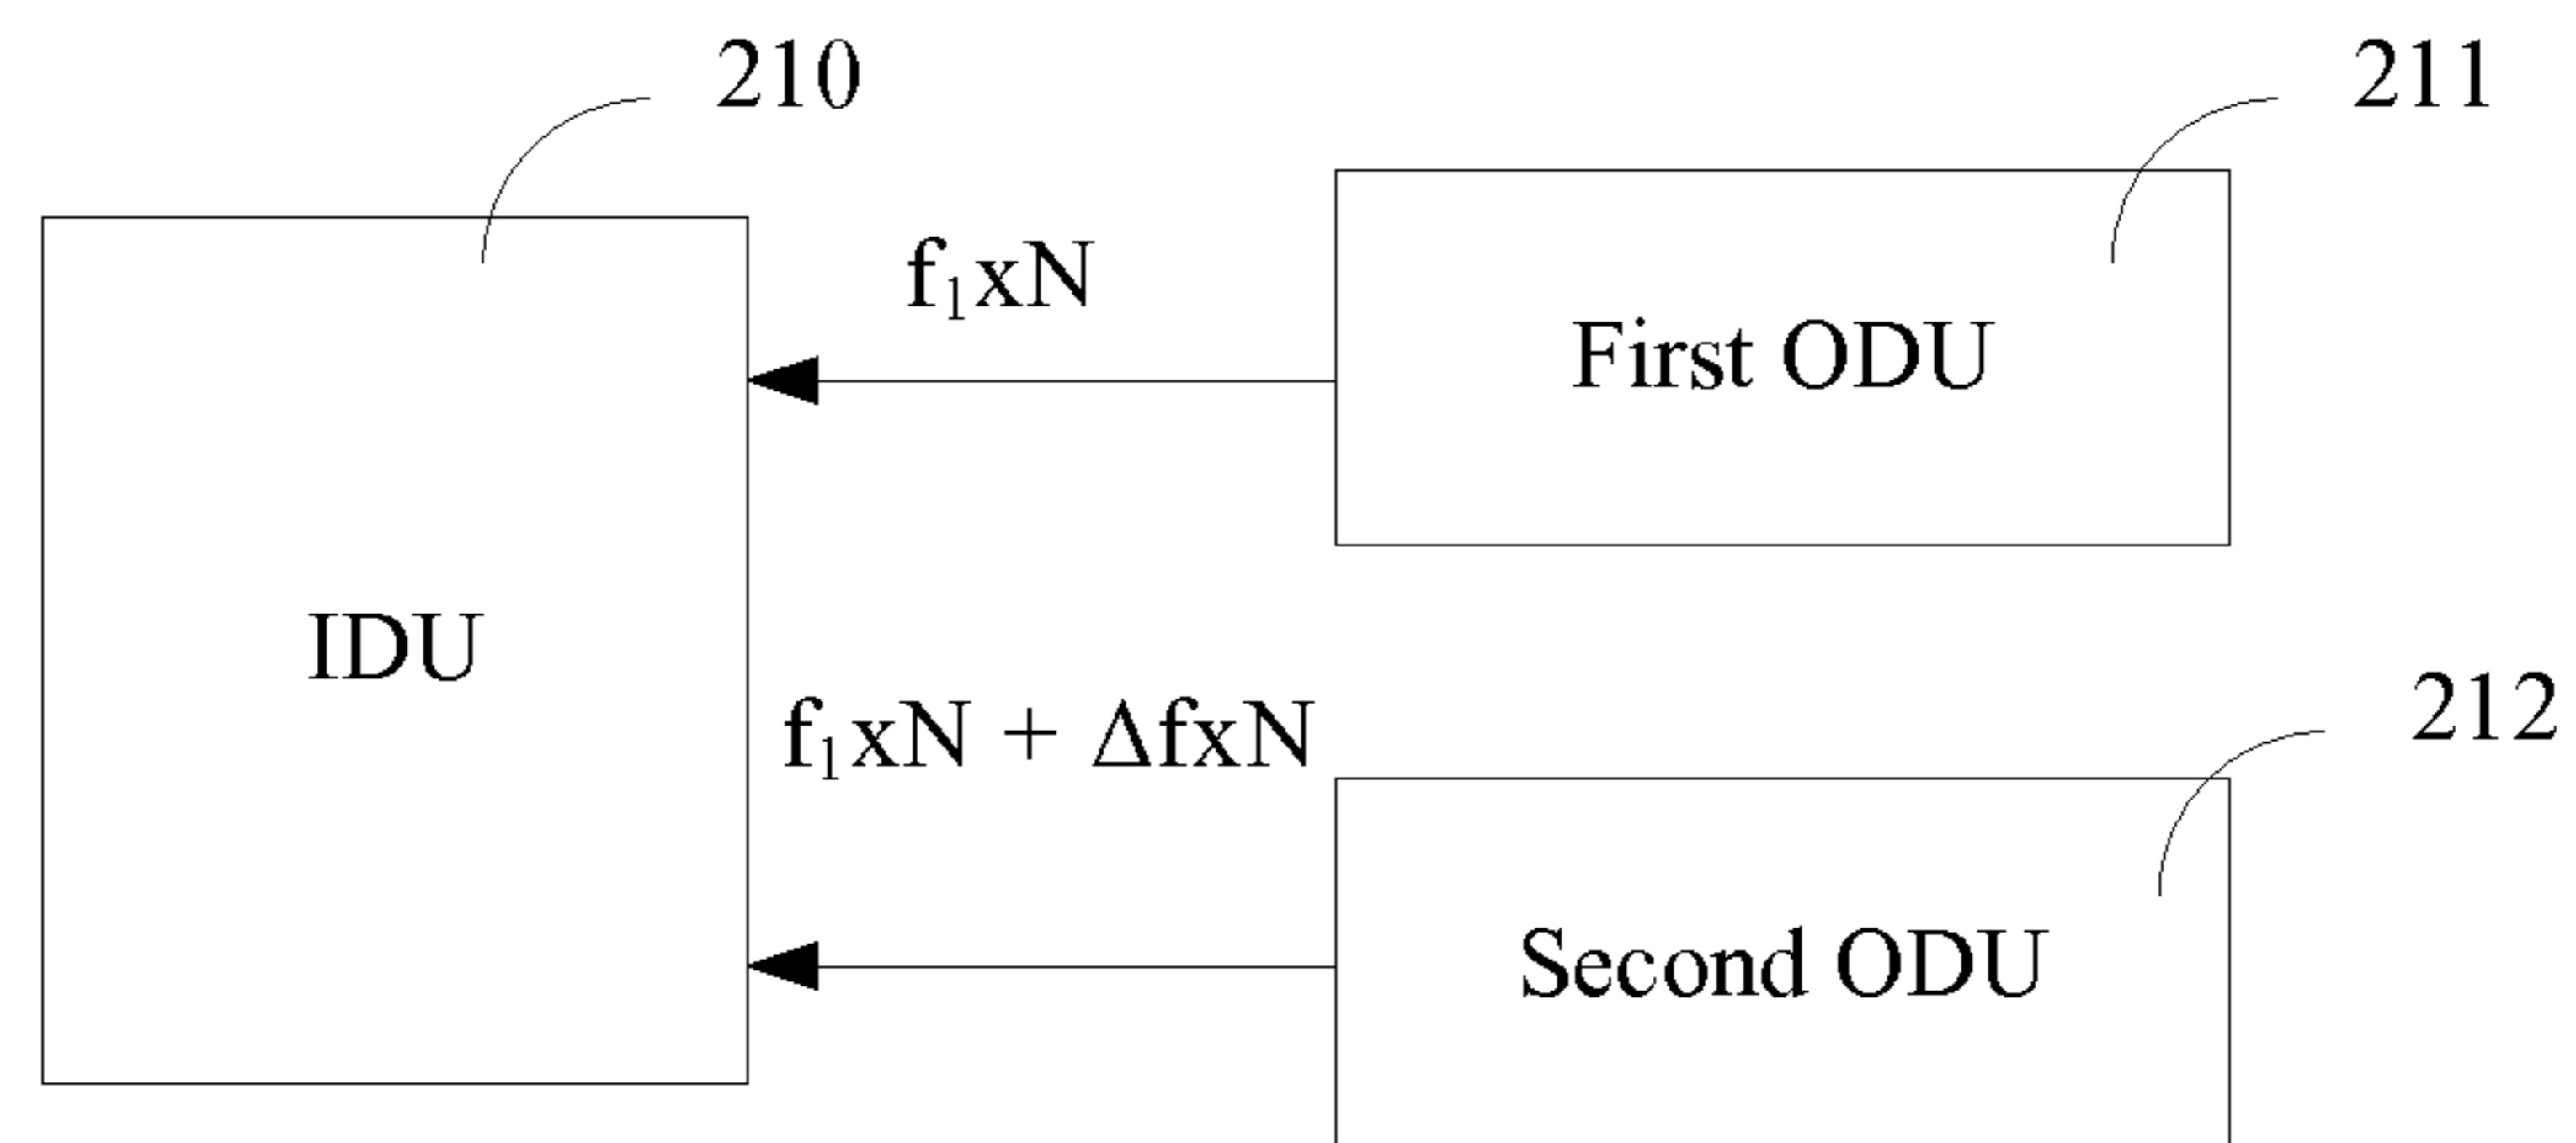 210
211
f₁xN
First ODU
IDU
f₁xN + ΔfxN
212
Second ODU